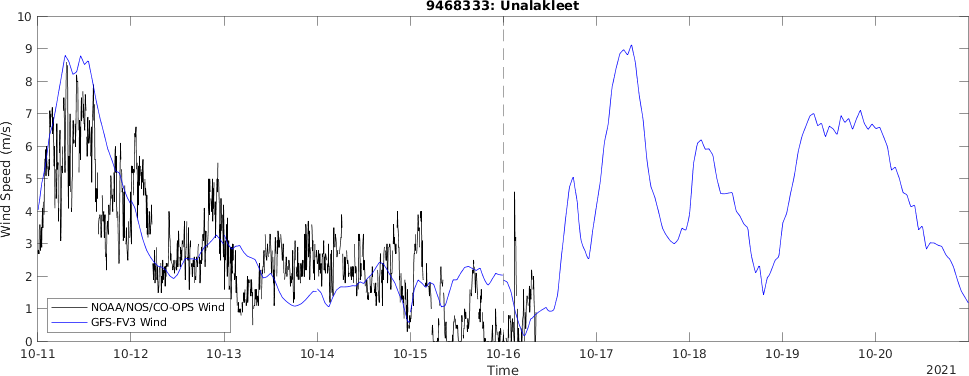 9468333: Unalakleet
Wind Speed (m/s)
10
9
8
7
6
5
4
3
2
1
0
NOAA/NOS/CO-OPS Wind
GFS-FV3 Wind
10-11 10-12 10-13 10-14 10-15 10-16 10-17 10-18 10-19 10-20
Time
2021